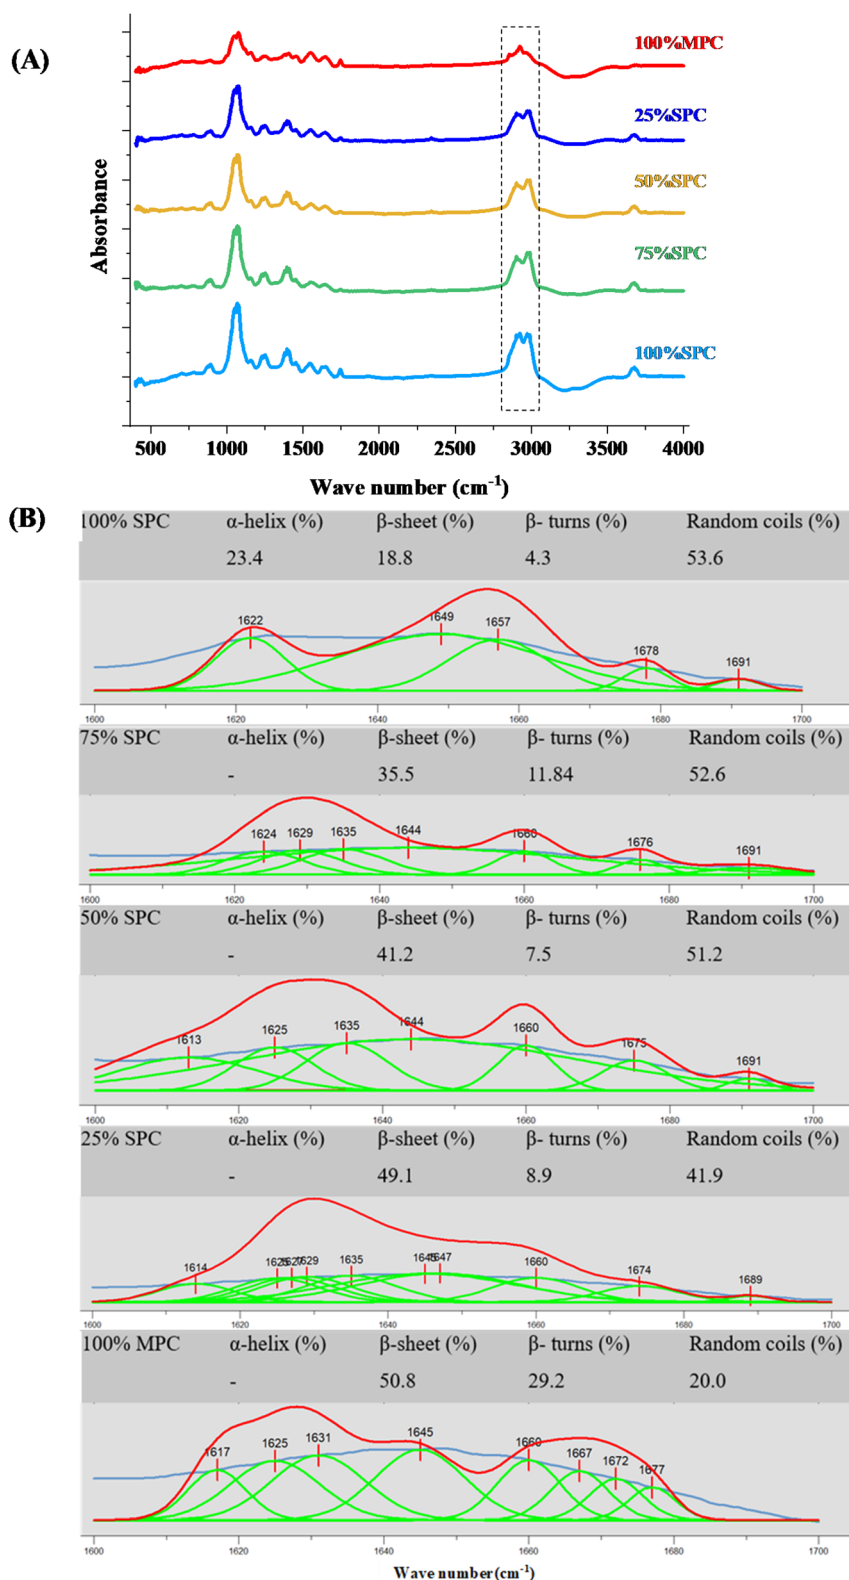 (A)
100%MPC
25%SPC
50%SPC
75%SPC
100%SPC
Absorbance
500 1000 1500 2000 2500 3000 3500 4000
Wave number (cm-1)
(B)
100% SPC α-helix (%) β-sheet (%) β- turns (%) Random coils (%)
23.4 18.8 4.3 53.6
1622 1649 1657 1678 1691
1600 1620 1640 1660 1680 1700
75% SPC α-helix (%) β-sheet (%) β- turns (%) Random coils (%)
- 35.5 11.84 52.6
1624 1629 1635 1644 1660 1676 1691
1600 1620 1640 1660 1680 1700
50% SPC α-helix (%) β-sheet (%) β- turns (%) Random coils (%)
- 41.2 7.5 51.2
1613 1625 1635 1644 1660 1675 1691
1600 1620 1640 1660 1680 1700
25% SPC α-helix (%) β-sheet (%) β- turns (%) Random coils (%)
- 49.1 8.9 41.9
1614 1625 1627 1629 1635 1645 1647 1660 1674 1689
1600 1620 1640 1660 1680 1700
100% MPC α-helix (%) β-sheet (%) β- turns (%) Random coils (%)
- 50.8 29.2 20.0
1617 1625 1631 1645 1660 1667 1672 1677
1600 1620 1640 1660 1680 1700
Wave number(cm-1)